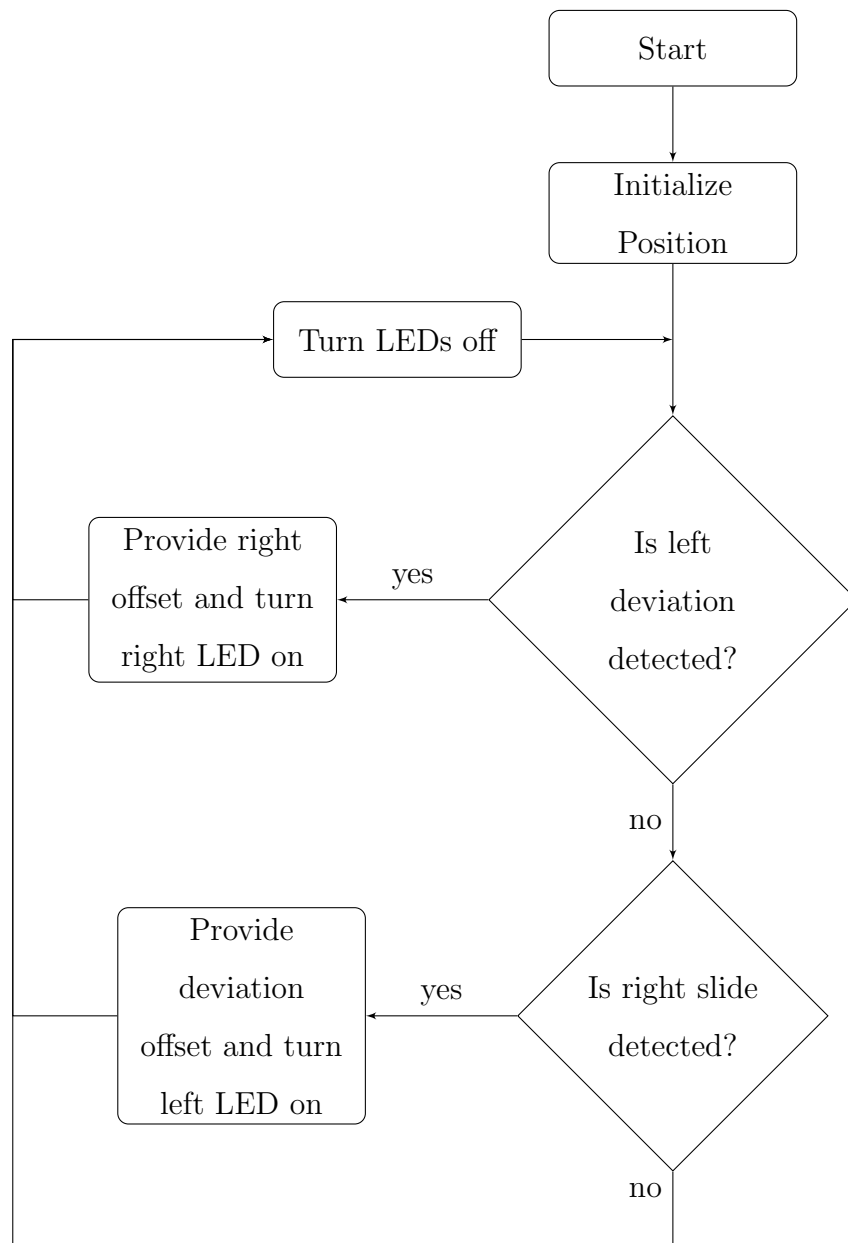 Start
Initialize
Position
Turn LEDs off
Provide right
offset and turn
right LED on
yes
Is left
deviation
detected?
no
Provide
deviation
offset and turn
left LED on
yes
Is right slide
detected?
no